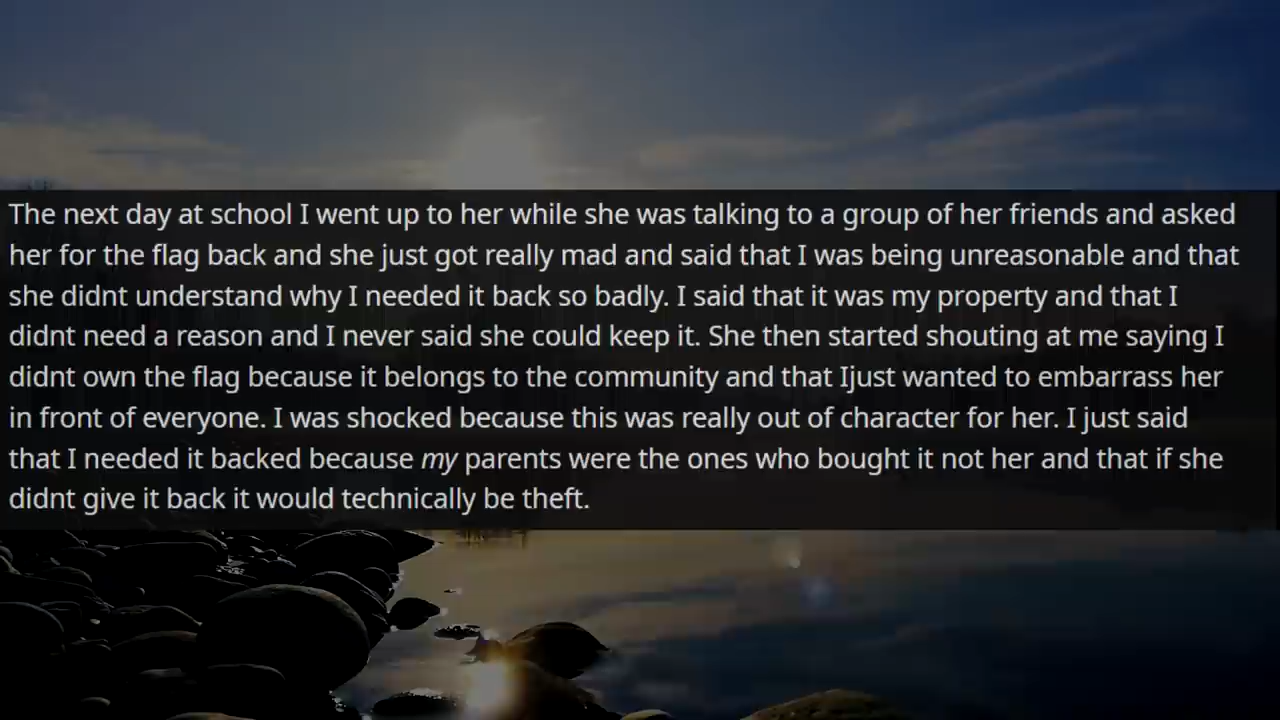 The next day at school I went up to her while she was talking to a group of her friends and asked
her for the flag back and she just got really mad and said that I was being unreasonable and that
she didnt understand why I needed it back so badly. I said that it was my property and that I
didnt need a reason and I never said she could keep it. She then started shouting at me saying I
didnt own the flag because it belongs to the community and that Ijust wanted to embarrass her
in front of everyone. I was shocked because this was really out of character for her. I just said
that I needed it backed because my parents were the ones who bought it not her and that if she
didnt give it back it would technically be theft.